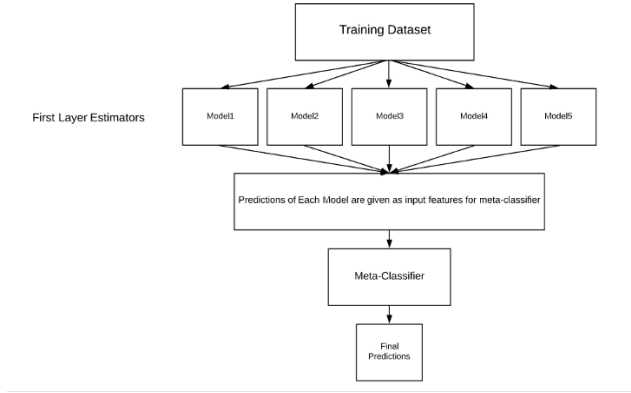 Training Dataset
First Layer Estimators
Model1
Model2
Model3
Model4
Model5
Predictions of Each Model are given as input features for meta-classifier
Meta-Classifier
Final
Predictions